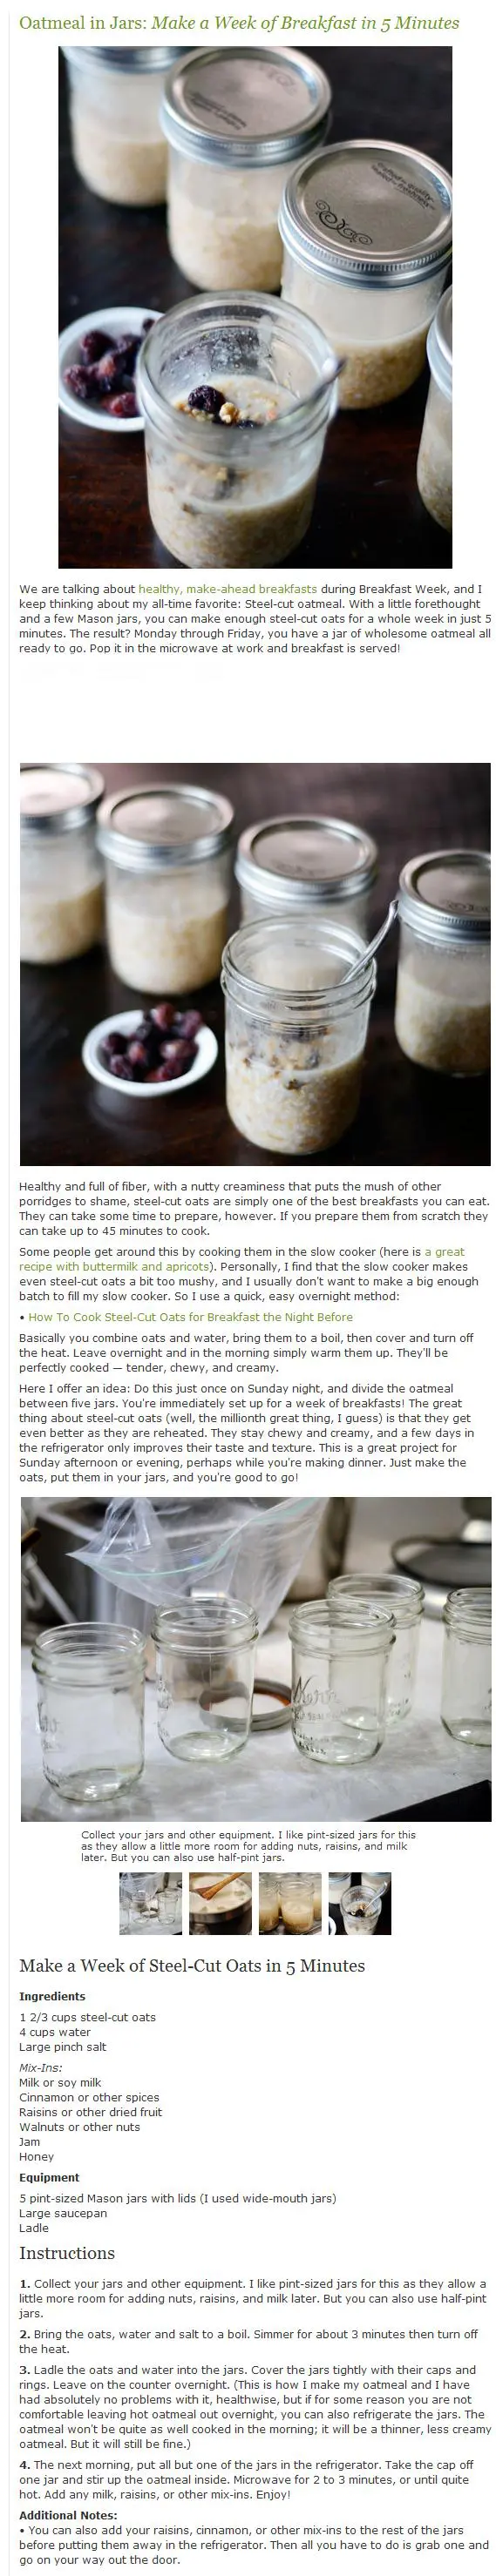 Oatmeal in Jars: Make a Week of Breakfast in 5 Minutes
We are talking about healthy, make-ahead breakfasts during Breakfast Week, and I
keep thinking about my all-time favorite: Steel-cut oatmeal. With a little forethought
and a few Mason jars, you can make enough steel-cut oats for a whole week in just 5
minutes. The result? Monday through Friday, you have a jar of wholesome oatmeal all
ready to go. Pop it in the microwave at work and breakfast is served!
Healthy and full of fiber, with a nutty creaminess that puts the mush of other
porridges to shame, steel-cut oats are simply one of the best breakfasts you can eat.
They can take some time to prepare, however. If you prepare them from scratch they
can take up to 45 minutes to cook.
Some people get around this by cooking them in the slow cooker (here is a great
recipe with buttermilk and apricots). Personally, I find that the slow cooker makes
even steel-cut oats a bit too mushy, and I usually don't want to make a big enough
batch to fill my slow cooker. So I use a quick, easy overnight method:
• How To Cook Steel-Cut Oats for Breakfast the Night Before
Basically you combine oats and water, bring them to a boil, then cover and turn off
the heat. Leave overnight and in the morning simply warm them up. They'll be
perfectly cooked — tender, chewy, and creamy.
Here I offer an idea: Do this just once on Sunday night, and divide the oatmeal
between five jars. You're immediately set up for a week of breakfasts! The great
thing about steel-cut oats (well, the millionth great thing, I guess) is that they get
even better as they are reheated. They stay chewy and creamy, and a few days in
the refrigerator only improves their taste and texture. This is a great project for
Sunday afternoon or evening, perhaps while you're making dinner. Just make the
oats, put them in your jars, and you're good to go!
Kerr
Collect your jars and other equipment. I like pint-sized jars for this
as they allow a little more room for adding nuts, raisins, and milk
later. But you can also use half-pint jars.
Make a Week of Steel-Cut Oats in 5 Minutes
Ingredients
1 2/3 cups steel-cut oats
4 cups water
Large pinch salt
Mix-Ins:
Milk or soy milk
Cinnamon or other spices
Raisins or other dried fruit
Walnuts or other nuts
Jam
Honey
Equipment
5 pint-sized Mason jars with lids (I used wide-mouth jars)
Large saucepan
Ladle
Instructions
1. Collect your jars and other equipment. I like pint-sized jars for this as they allow a
little more room for adding nuts, raisins, and milk later. But you can also use half-pint
jars.
2. Bring the oats, water and salt to a boil. Simmer for about 3 minutes then turn off
the heat.
3. Ladle the oats and water into the jars. Cover the jars tightly with their caps and
rings. Leave on the counter overnight. (This is how I make my oatmeal and I have
had absolutely no problems with it, healthwise, but if for some reason you are not
comfortable leaving hot oatmeal out overnight, you can also refrigerate the jars. The
oatmeal won't be quite as well cooked in the morning; it will be a thinner, less creamy
oatmeal. But it will still be fine.)
4. The next morning, put all but one of the jars in the refrigerator. Take the cap off
one jar and stir up the oatmeal inside. Microwave for 2 to 3 minutes, or until quite
hot. Add any milk, raisins, or other mix-ins. Enjoy!
Additional Notes:
• You can also add your raisins, cinnamon, or other mix-ins to the rest of the jars
before putting them away in the refrigerator. Then all you have to do is grab one and
go on your way out the door.